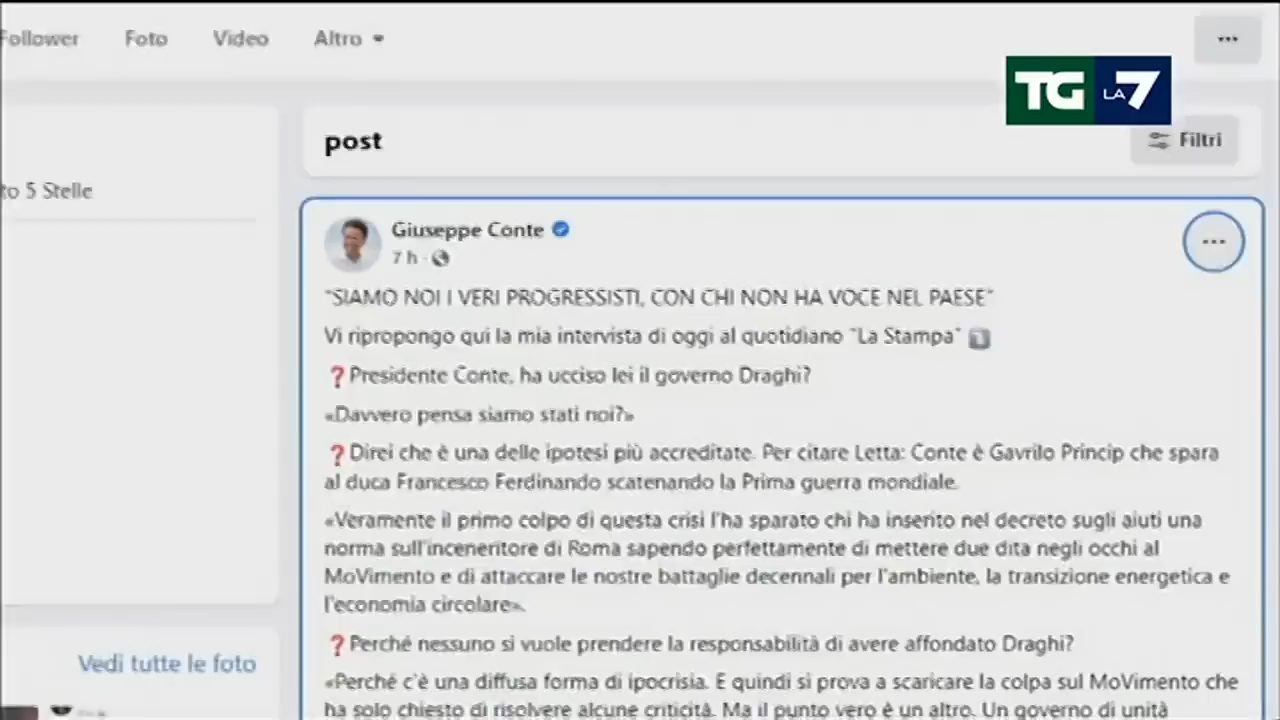 Follower Foto Video Altro
TG LA7
post
Filtri
to 5 Stelle
Giuseppe Conte
7 h ·
"SIAMO NOI I VERI PROGRESSISTI, CON CHI NON HA VOCE NEL PAESE"
Vi ripropongo qui la mia intervista di oggi al quotidiano "La Stampa"
❓Presidente Conte, ha ucciso lei il governo Draghi?
«Davvero pensa siamo stati noi?»
❓Direi che è una delle ipotesi più accreditate. Per citare Letta: Conte è Gavrilo Princip che spara
al duca Francesco Ferdinando scatenando la Prima guerra mondiale.
«Veramente il primo colpo di questa crisi l'ha sparato chi ha inserito nel decreto sugli aiuti una
norma sull'inceneritore di Roma sapendo perfettamente di mettere due dita negli occhi al
MoVimento e di attaccare le nostre battaglie decennali per l'ambiente, la transizione energetica e
l'economia circolare».
❓Perché nessuno si vuole prendere la responsabilità di avere affondato Draghi?
«Perché c'è una diffusa forma di ipocrisia. E quindi si prova a scaricare la colpa sul MoVimento che
ha solo chiesto di risolvere alcune criticità. Ma il punto vero è un altro. Un governo di unità
Vedi tutte le foto